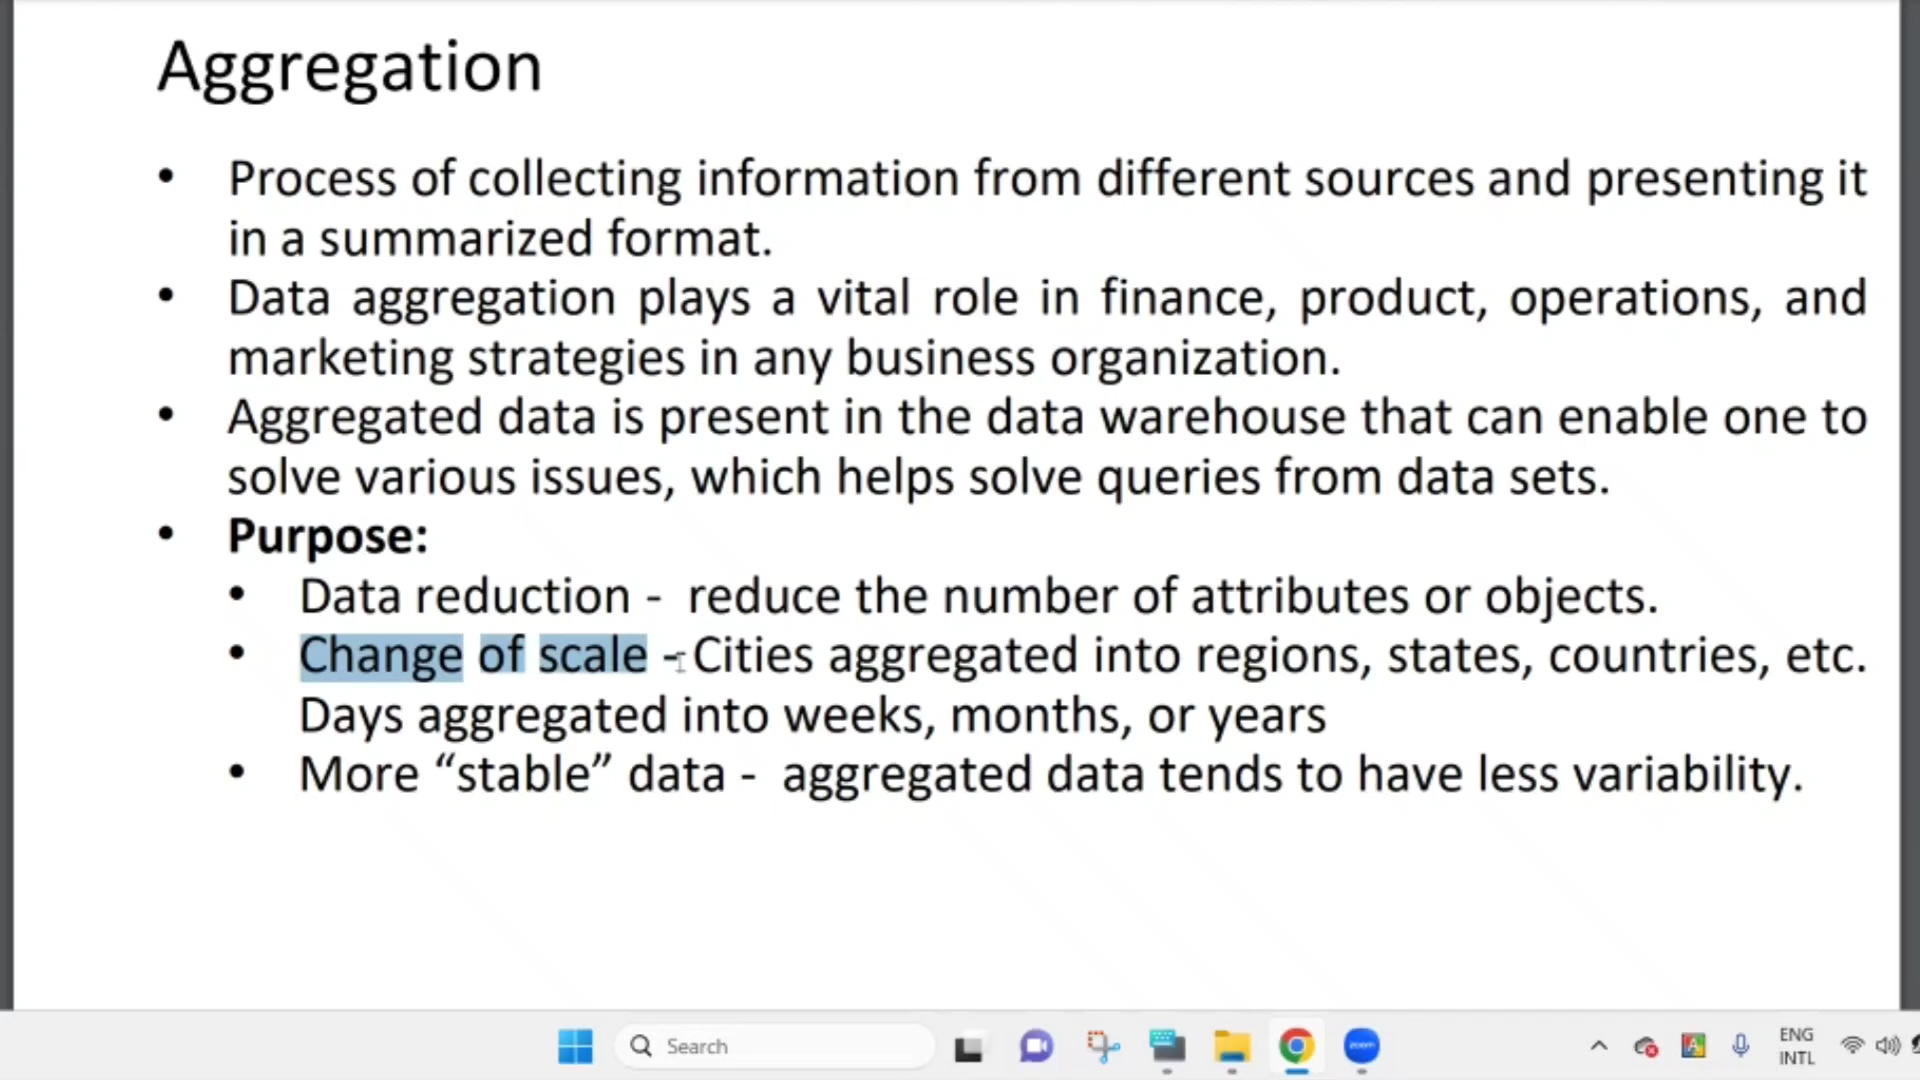 Aggregation
• Process of collecting information from different sources and presenting it
in a summarized format.
• Data aggregation plays a vital role in finance, product, operations, and
marketing strategies in any business organization.
• Aggregated data is present in the data warehouse that can enable one to
solve various issues, which helps solve queries from data sets.
• Purpose:
• Data reduction - reduce the number of attributes or objects.
• Change of scale - Cities aggregated into regions, states, countries, etc.
Days aggregated into weeks, months, or years
• More “stable” data - aggregated data tends to have less variability.
Search
zoom
ENG
INTL